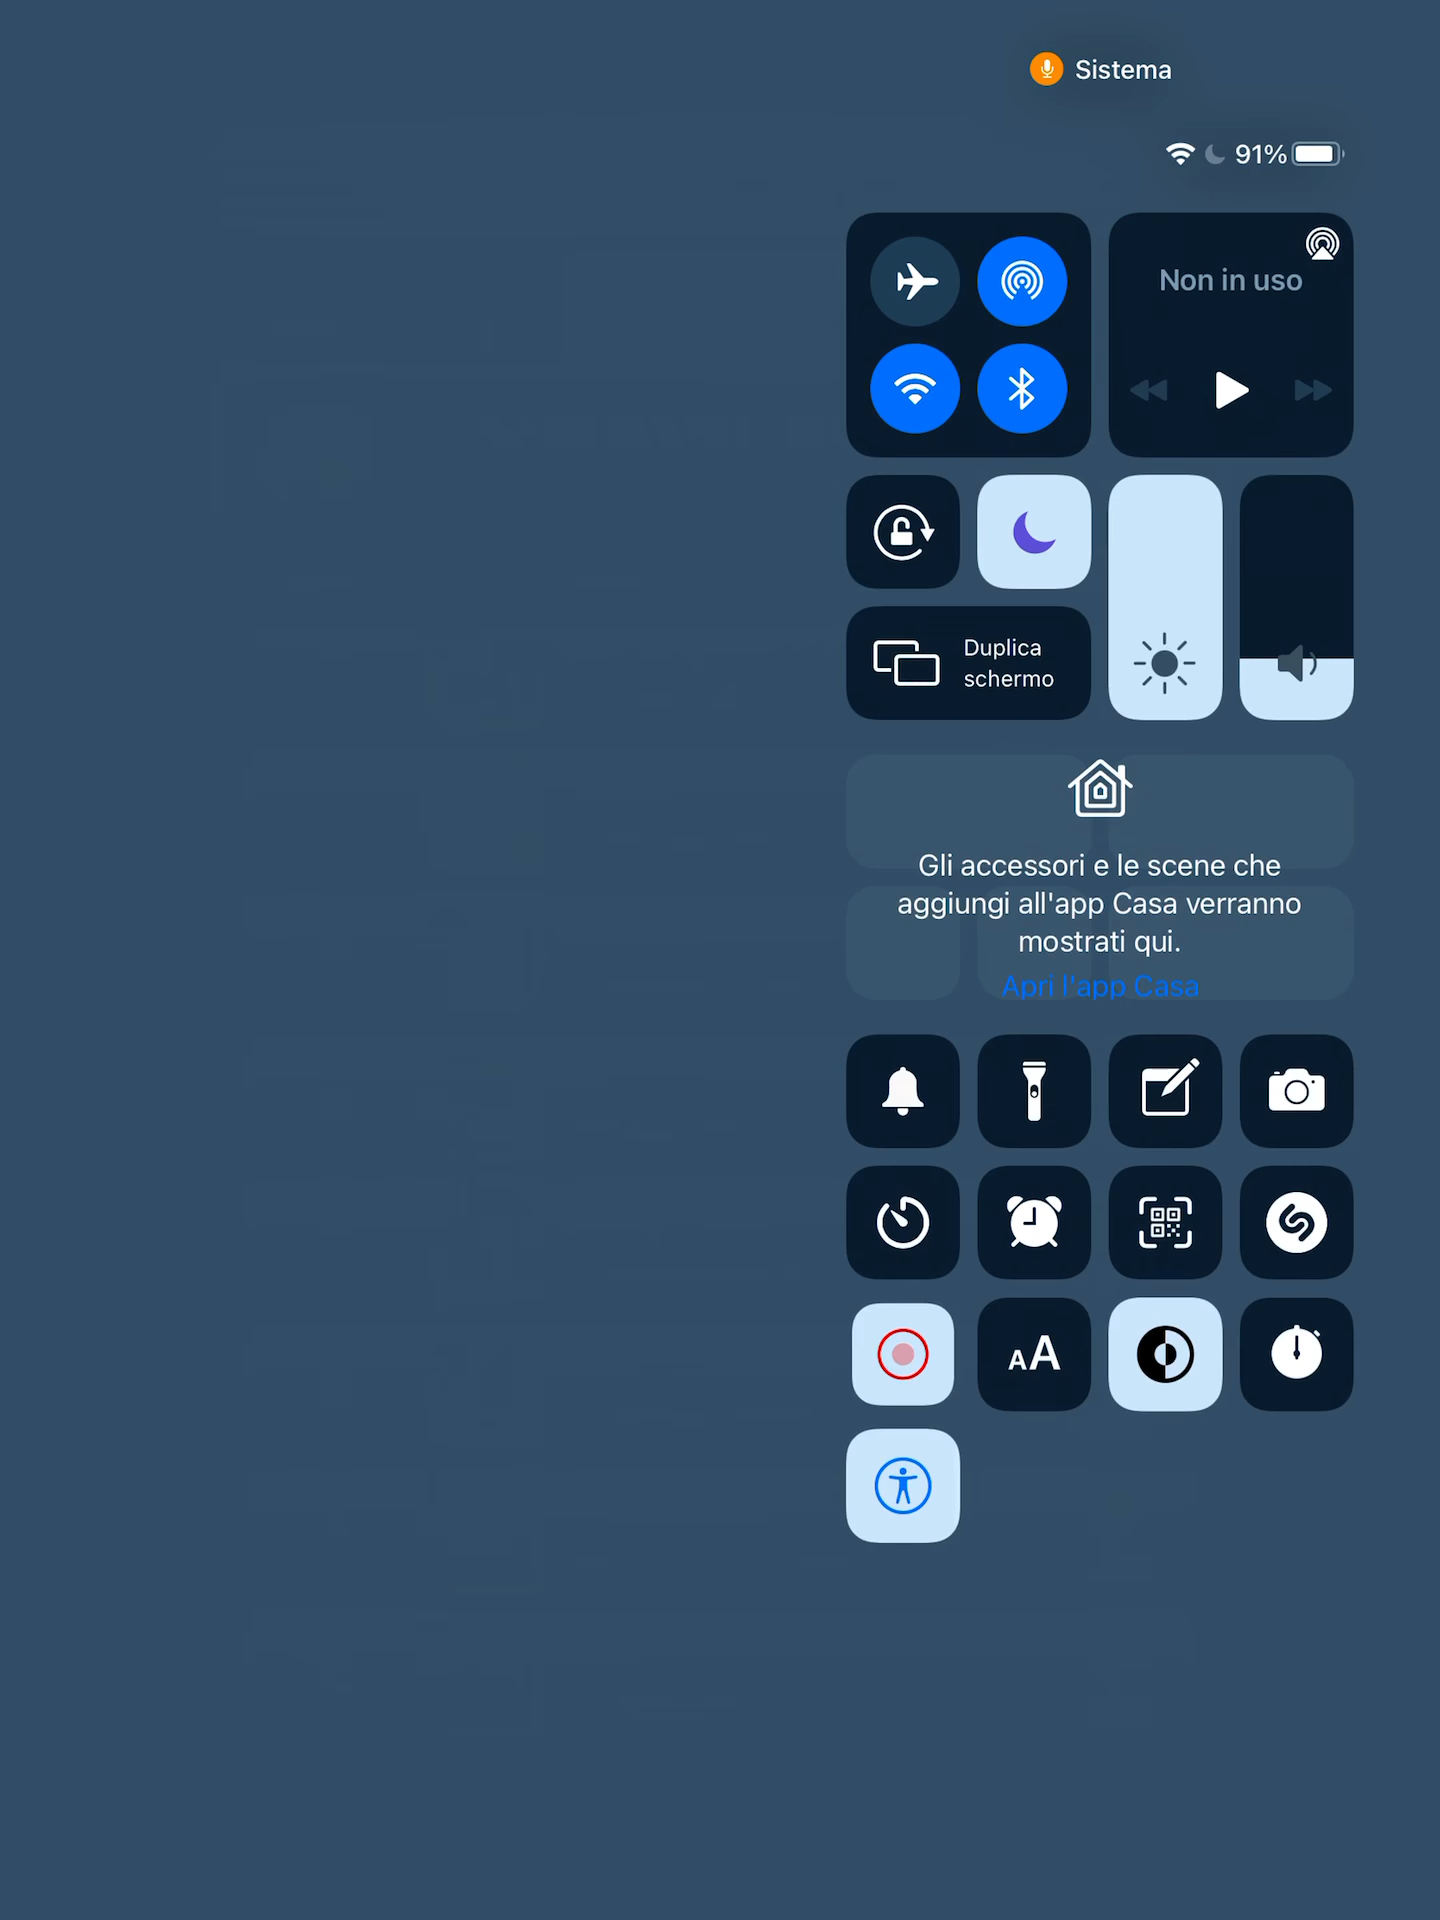 Sistema
91%
Non in uso
Duplica
schermo
Gli accessori e le scene che
aggiungi all'app Casa verranno
mostrati qui.
Apri l'app Casa
AA